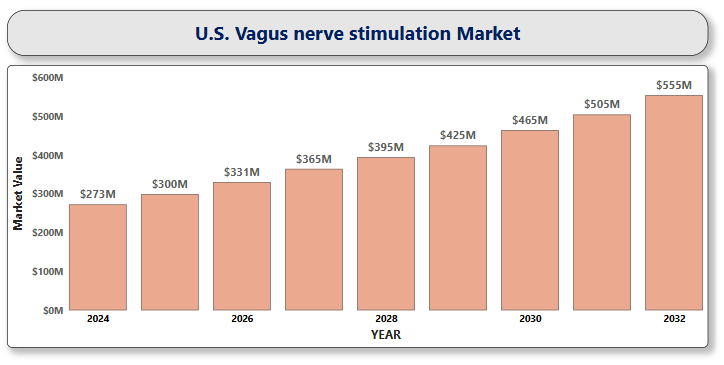 U.S. Vagus nerve stimulation Market
$600M
$500M
$400M
$300M
$200M
$100M
$0M
Market Value
$273M
$300M
$331M
$365M
$395M
$425M
$465M
$505M
$555M
2024
2026
2028
2030
2032
YEAR